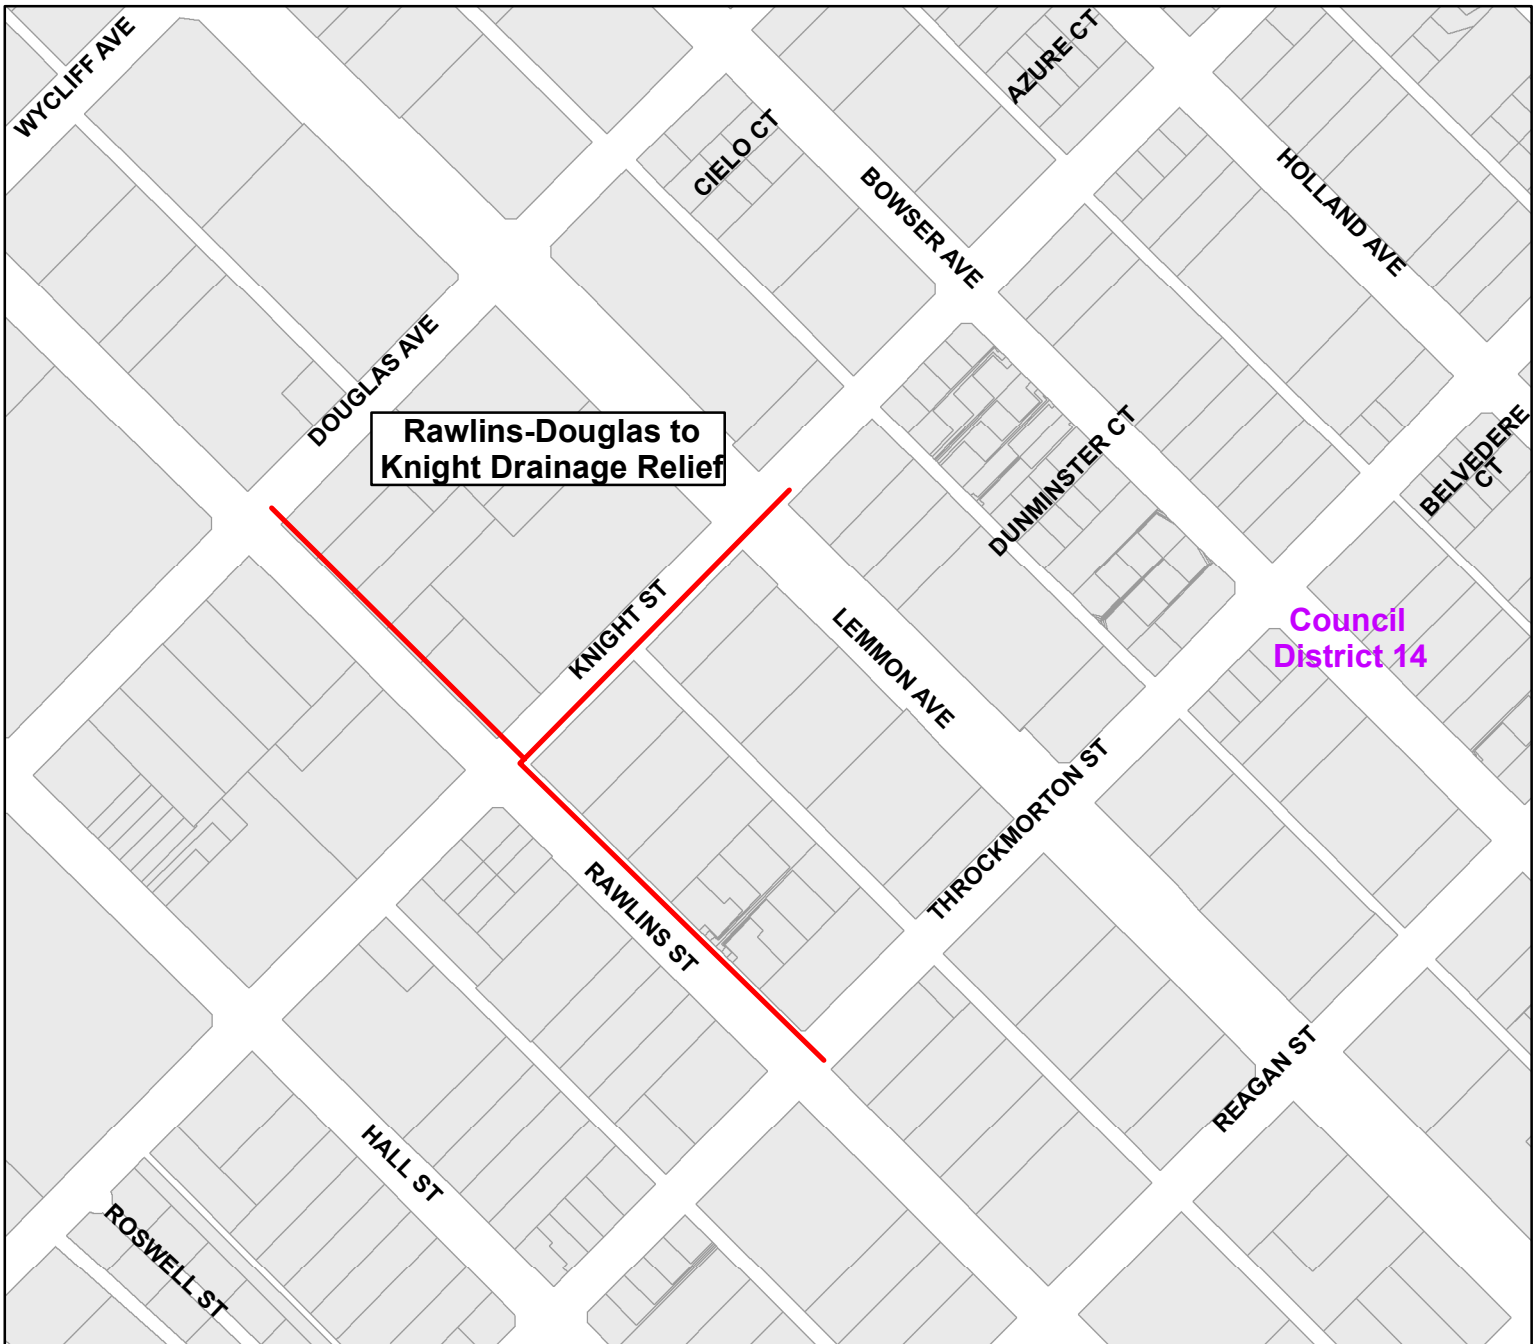 WYCLIFF AVE
AZURE CT
CIELO CT
BOWSER AVE
HOLLAND AVE
DOUGLAS AVE
Rawlins-Douglas to
Knight Drainage Relief
DUNMINSTER CT
BELVEDERE
CT
KNIGHT ST
LEMMON AVE
Council
District 14
THROCKMORTON ST
RAWLINS ST
REAGAN ST
HALL ST
ROSWELL ST